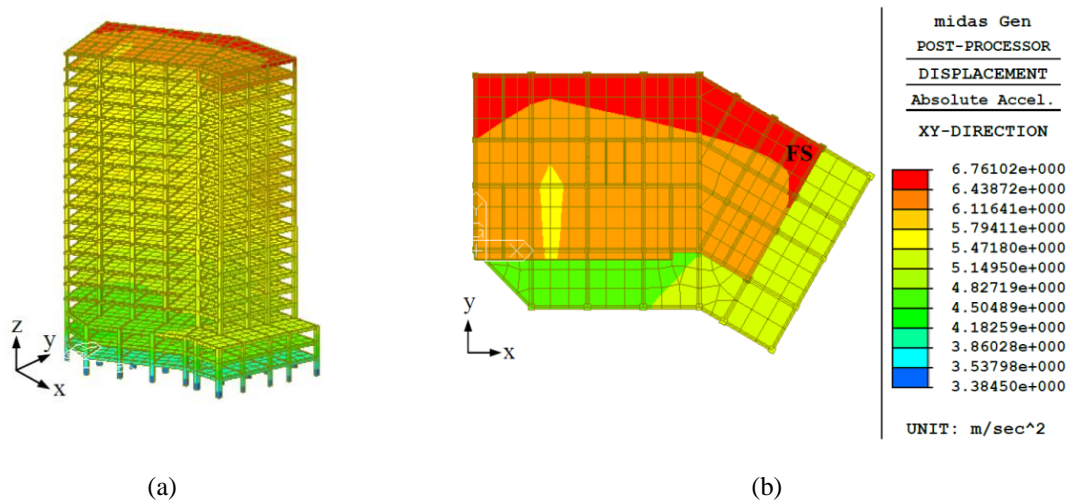 midas Gen
POST-PROCESSOR
DISPLACEMENT
Absolute Accel.
XY-DIRECTION
6.76102e+000
6.43872e+000
6.11641e+000
5.79411e+000
5.47180e+000
5.14950e+000
4.82719e+000
4.50489e+000
4.18259e+000
3.86028e+000
3.53798e+000
3.38450e+000
UNIT: m/sec^2
FS
z
y
x
y
x
X
(a)
(b)